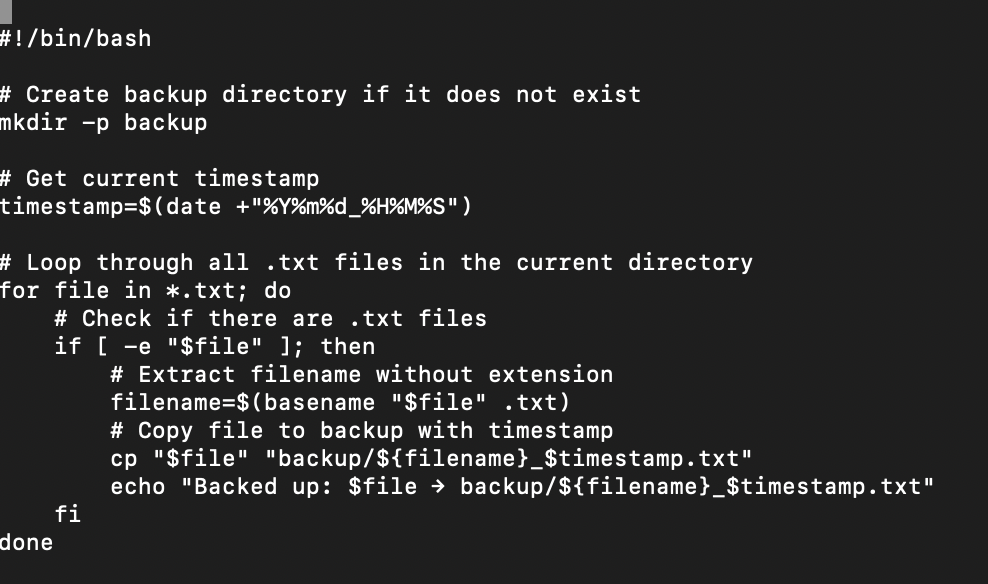 #!/bin/bash

# Create backup directory if it does not exist
mkdir -p backup

# Get current timestamp
timestamp=$(date +"%Y%m%d_%H%M%S")

# Loop through all .txt files in the current directory
for file in *.txt; do
    # Check if there are .txt files
    if [ -e "$file" ]; then
        # Extract filename without extension
        filename=$(basename "$file" .txt)
        # Copy file to backup with timestamp
        cp "$file" "backup/${filename}_$timestamp.txt"
        echo "Backed up: $file → backup/${filename}_$timestamp.txt"
    fi
done